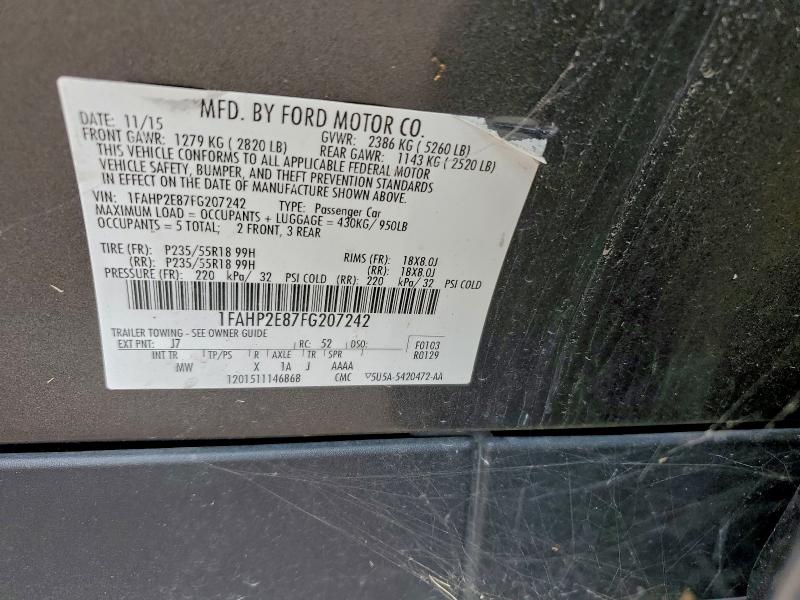 MFD. BY FORD MOTOR CO.
DATE: 11/15 GVWR: 2386 KG ( 5260 LB)
FRONT GAWR: 1279 KG ( 2820 LB) REAR GAWR: 1143 KG ( 2520 LB)
THIS VEHICLE CONFORMS TO ALL APPLICABLE FEDERAL MOTOR
VEHICLE SAFETY, BUMPER, AND THEFT PREVENTION STANDARDS
IN EFFECT ON THE DATE OF MANUFACTURE SHOWN ABOVE.
VIN: 1FAHP2E87FG207242 TYPE: Passenger Car
MAXIMUM LOAD = OCCUPANTS + LUGGAGE = 430KG/ 950LB
OCCUPANTS = 5 TOTAL; 2 FRONT, 3 REAR
TIRE (FR): P235/55R18 99H RIMS (FR): 18X8.0J
(RR): P235/55R18 99H (RR): 18X8.0J
PRESSURE (FR): 220 kPa/ 32 PSI COLD (RR): 220 kPa/ 32 PSI COLD
1FAHP2E87FG207242
TRAILER TOWING - SEE OWNER GUIDE
EXT PNT: J7 RC: 52 DSO: F0103
INT TR TP/PS R AXLE TR SPR R0129
MW X 1A J AAAA
1201511146B6B CMC ▽5U5A-5420472-AA